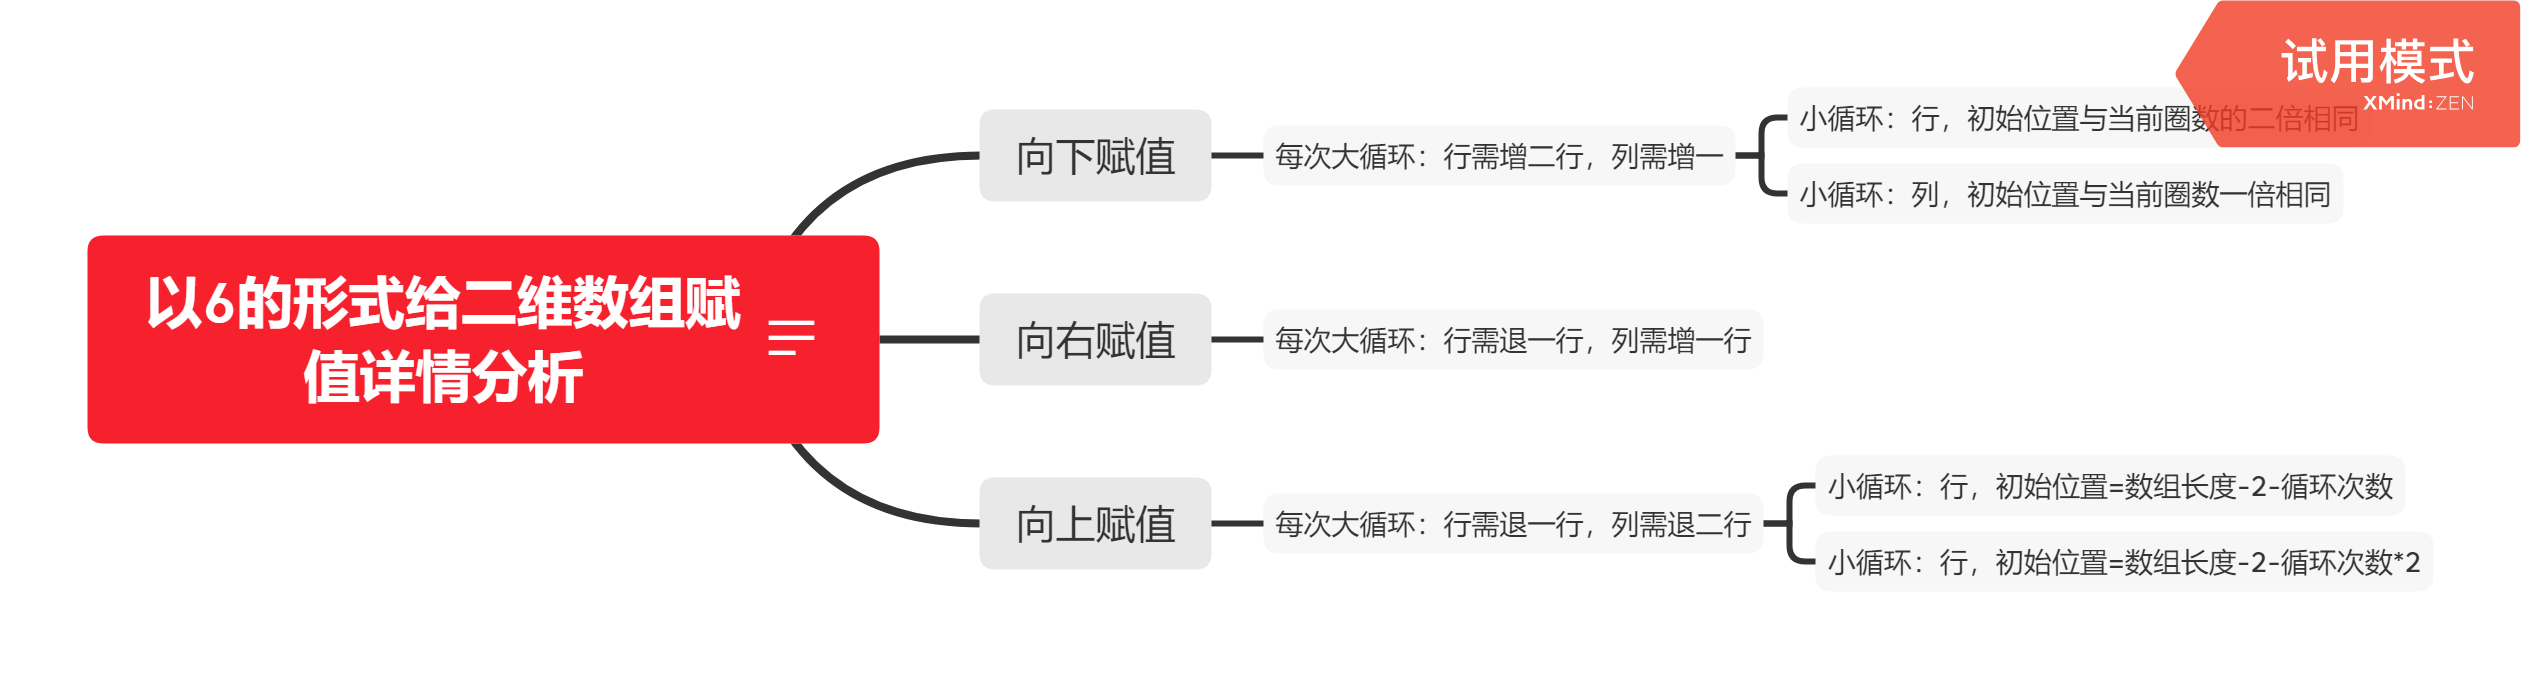 试用模式
XMind:ZEN
以6的形式给二维数组赋
值详情分析
向下赋值
每次大循环：行需增二行，列需增一
小循环：行，初始位置与当前圈数的二倍相同
小循环：列，初始位置与当前圈数一倍相同
向右赋值
每次大循环：行需退一行，列需增一行
向上赋值
每次大循环：行需退一行，列需退二行
小循环：行，初始位置=数组长度-2-循环次数
小循环：行，初始位置=数组长度-2-循环次数*2